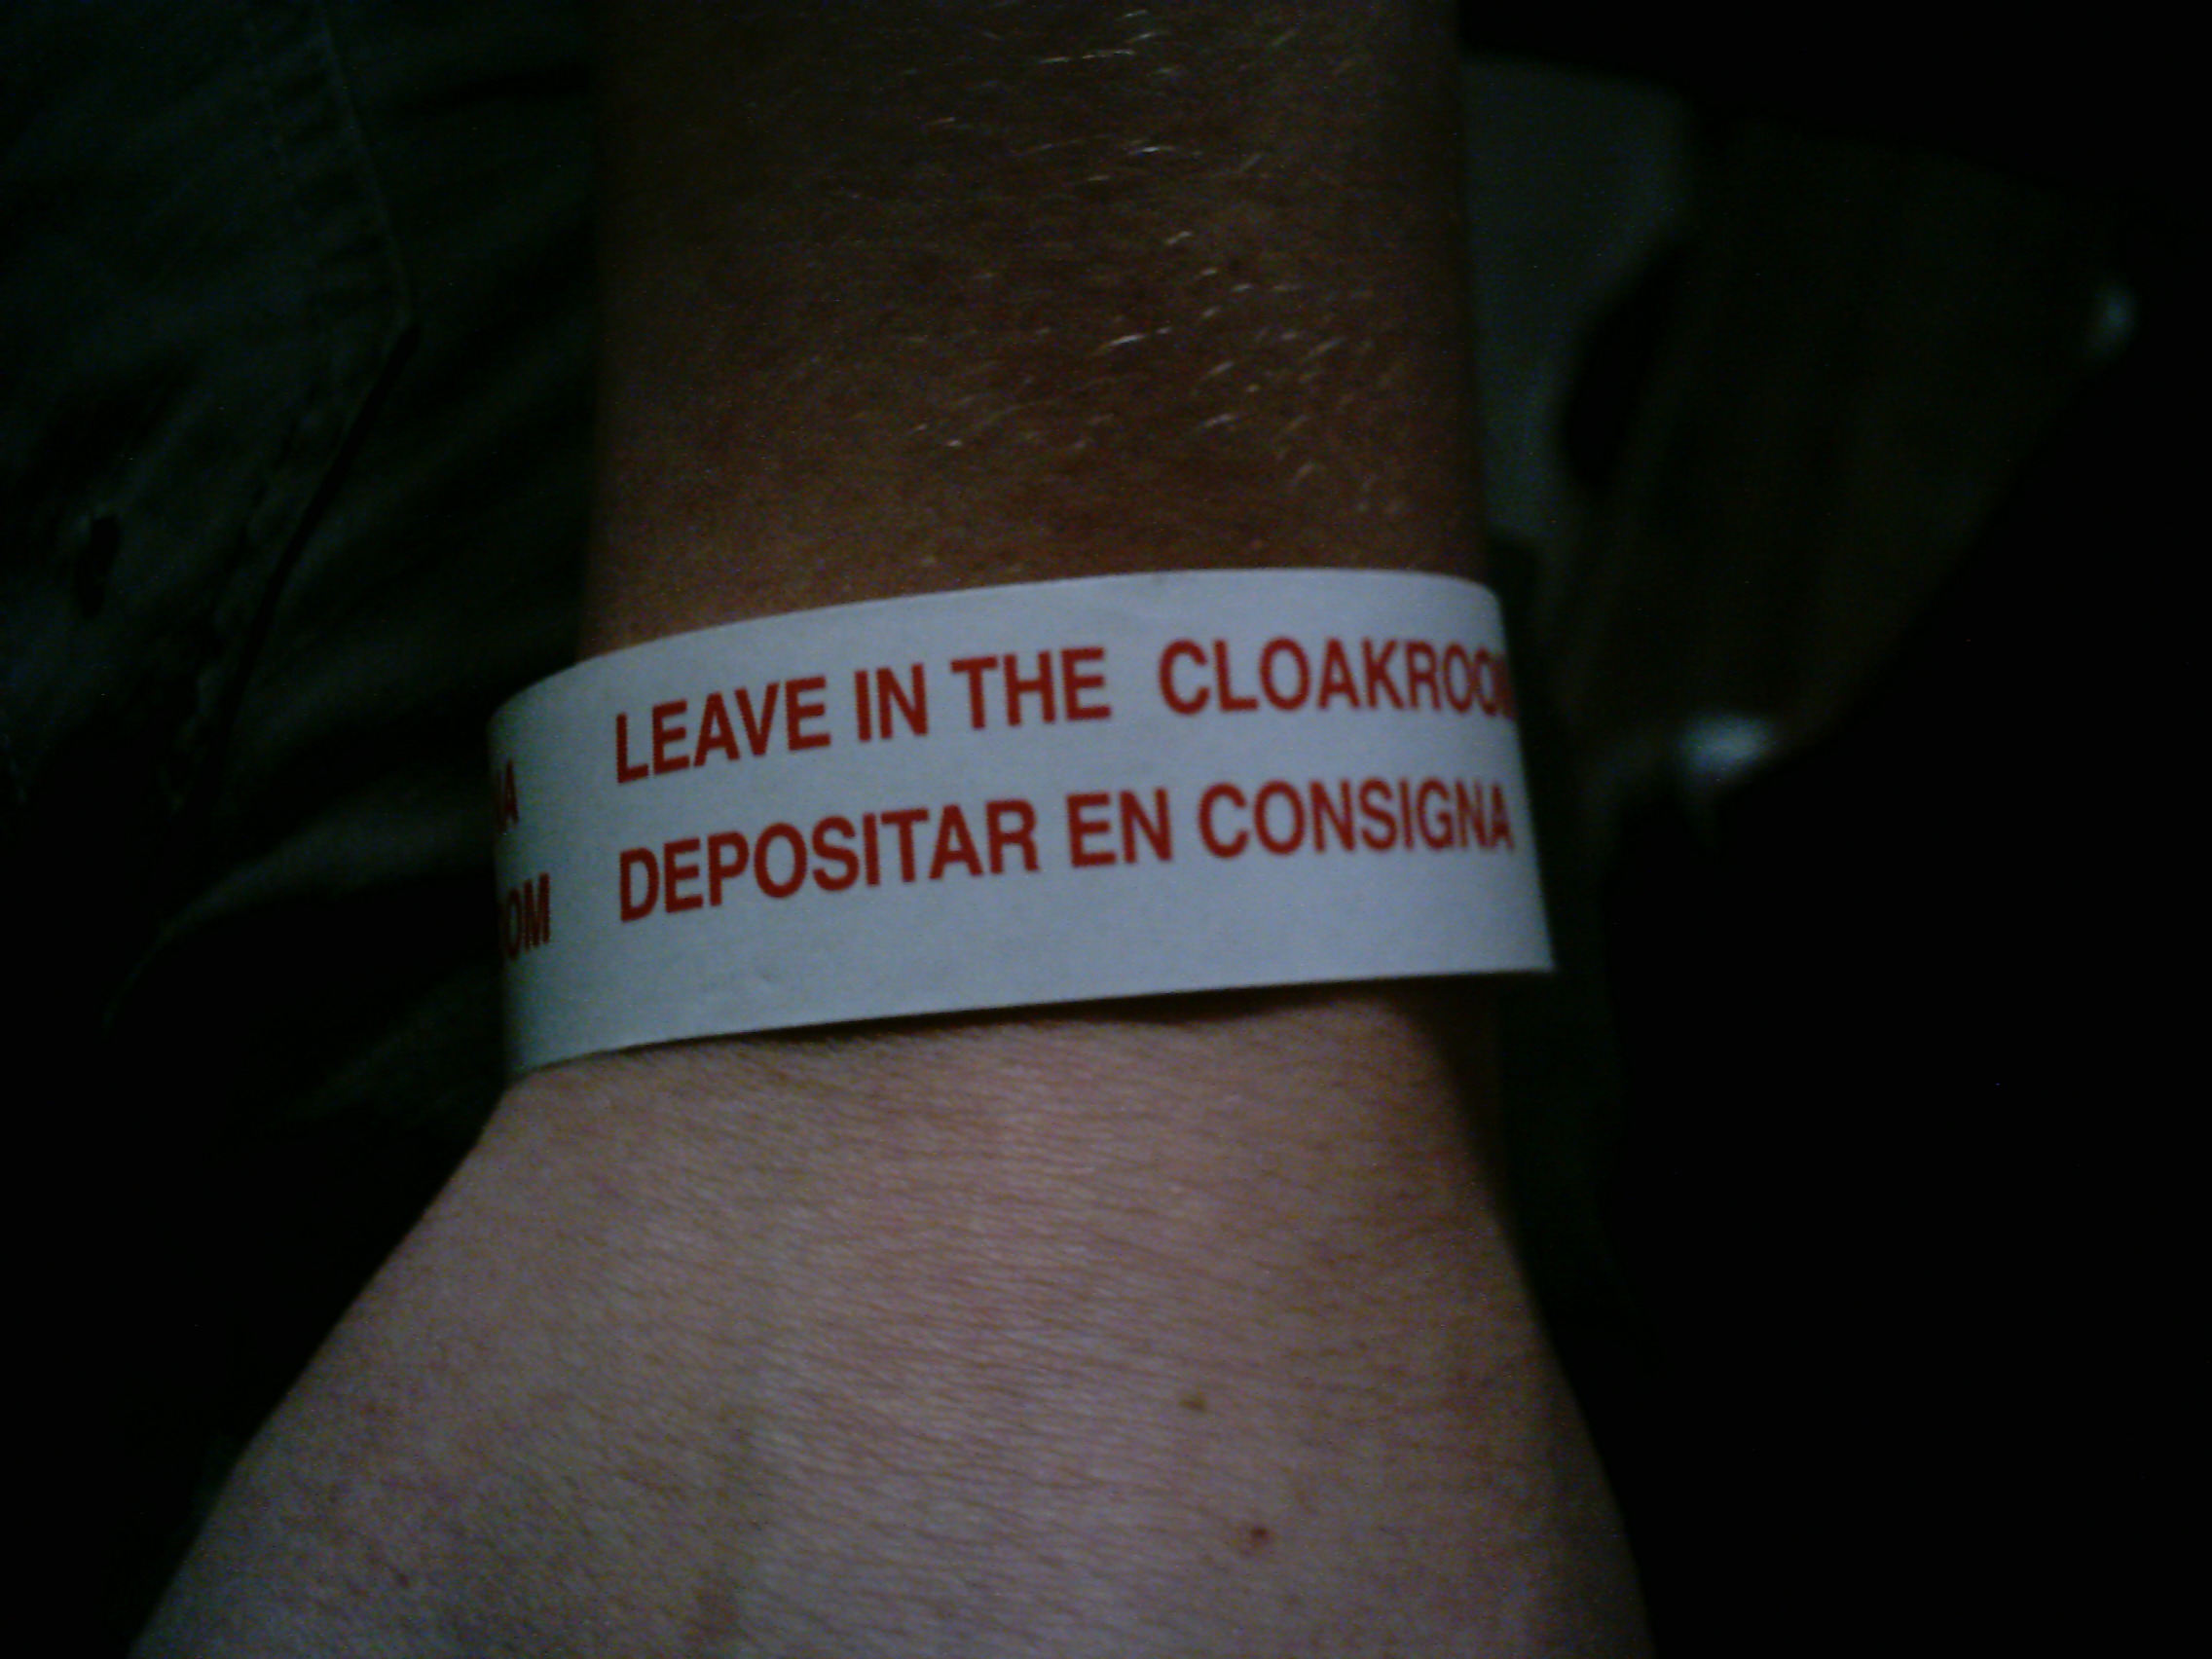 LEAVE IN THE CLOAKROOM
DEPOSITAR EN CONSIGNA